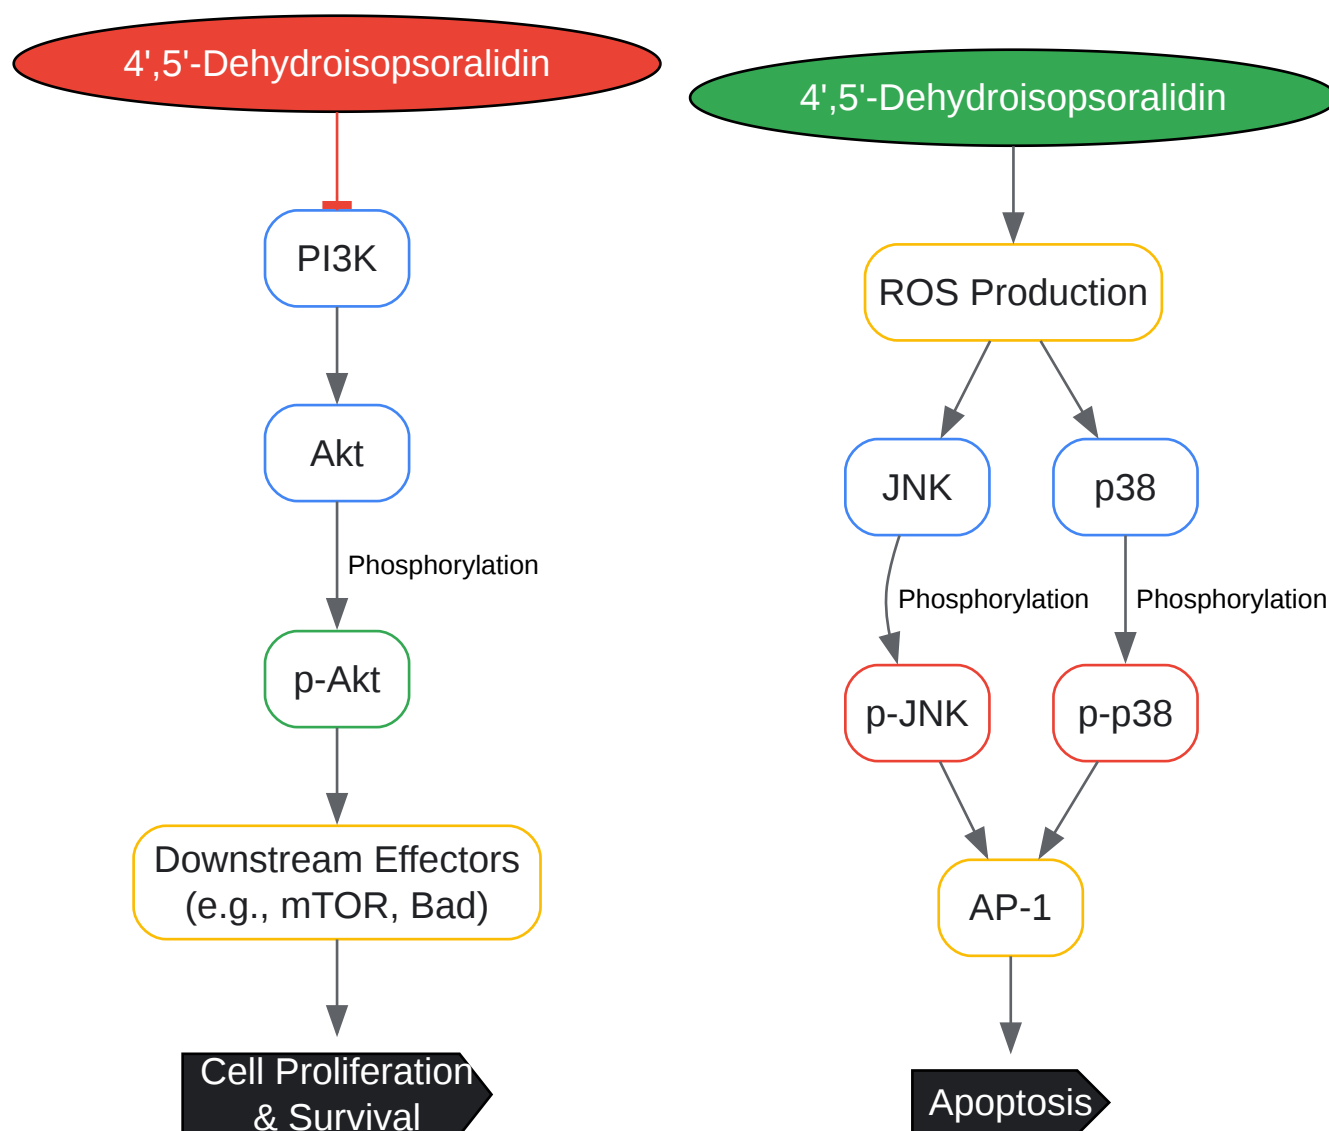 4',5'-Dehydroisopsoralidin
PI3K
Akt
Phosphorylation
p-Akt
Downstream Effectors
(e.g., mTOR, Bad)
Cell Proliferation
& Survival
4',5'-Dehydroisopsoralidin
ROS Production
JNK
p38
Phosphorylation
Phosphorylation
p-JNK
p-p38
AP-1
Apoptosis